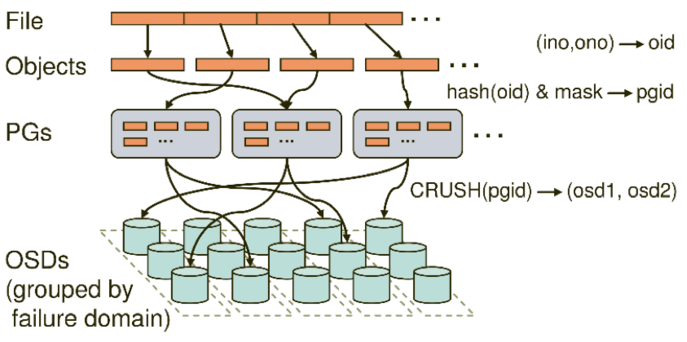 File
...
(ino,ono) → oid
Objects
...
hash(oid) & mask → pgid
PGs
...
...
...
...
CRUSH(pgid) → (osd1, osd2)
OSDs
(grouped by
failure domain)